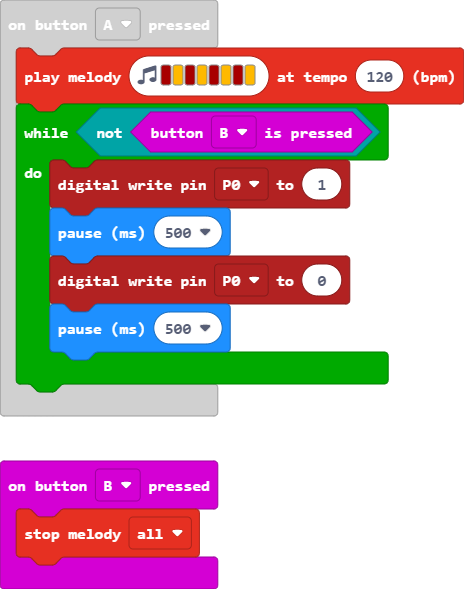 on button A pressed
play melody at tempo 120 (bpm)
while not button B is pressed
do
digital write pin P0 to 1
pause (ms) 500
digital write pin P0 to 0
pause (ms) 500
on button B pressed
stop melody all